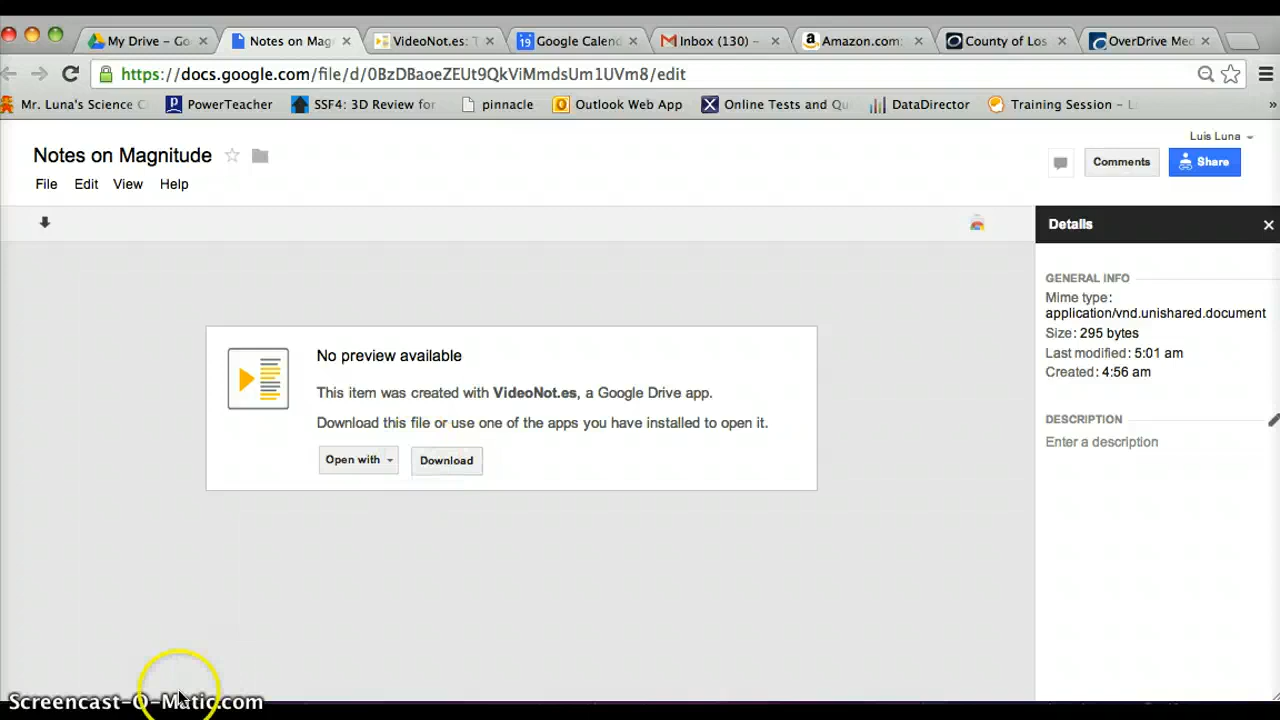 My Drive – Go
Notes on Mag
VideoNot.es: T
19 Google Calend
Inbox (130) –
Amazon.com:
County of Los
OverDrive Med
https://docs.google.com/file/d/0BzDBaoeZEUt9QkViMmdsUm1UVm8/edit
Mr. Luna's Science C
PowerTeacher
SSF4: 3D Review for
pinnacle
Outlook Web App
Online Tests and Qu
DataDirector
Training Session – L
»
Luis Luna
Notes on Magnitude
Comments
Share
File Edit View Help
Details
GENERAL INFO
Mime type:
application/vnd.unishared.document
Size: 295 bytes
Last modified: 5:01 am
Created: 4:56 am
DESCRIPTION
Enter a description
No preview available
This item was created with VideoNot.es, a Google Drive app.
Download this file or use one of the apps you have installed to open it.
Open with
Download
Screencast-O-Matic.com